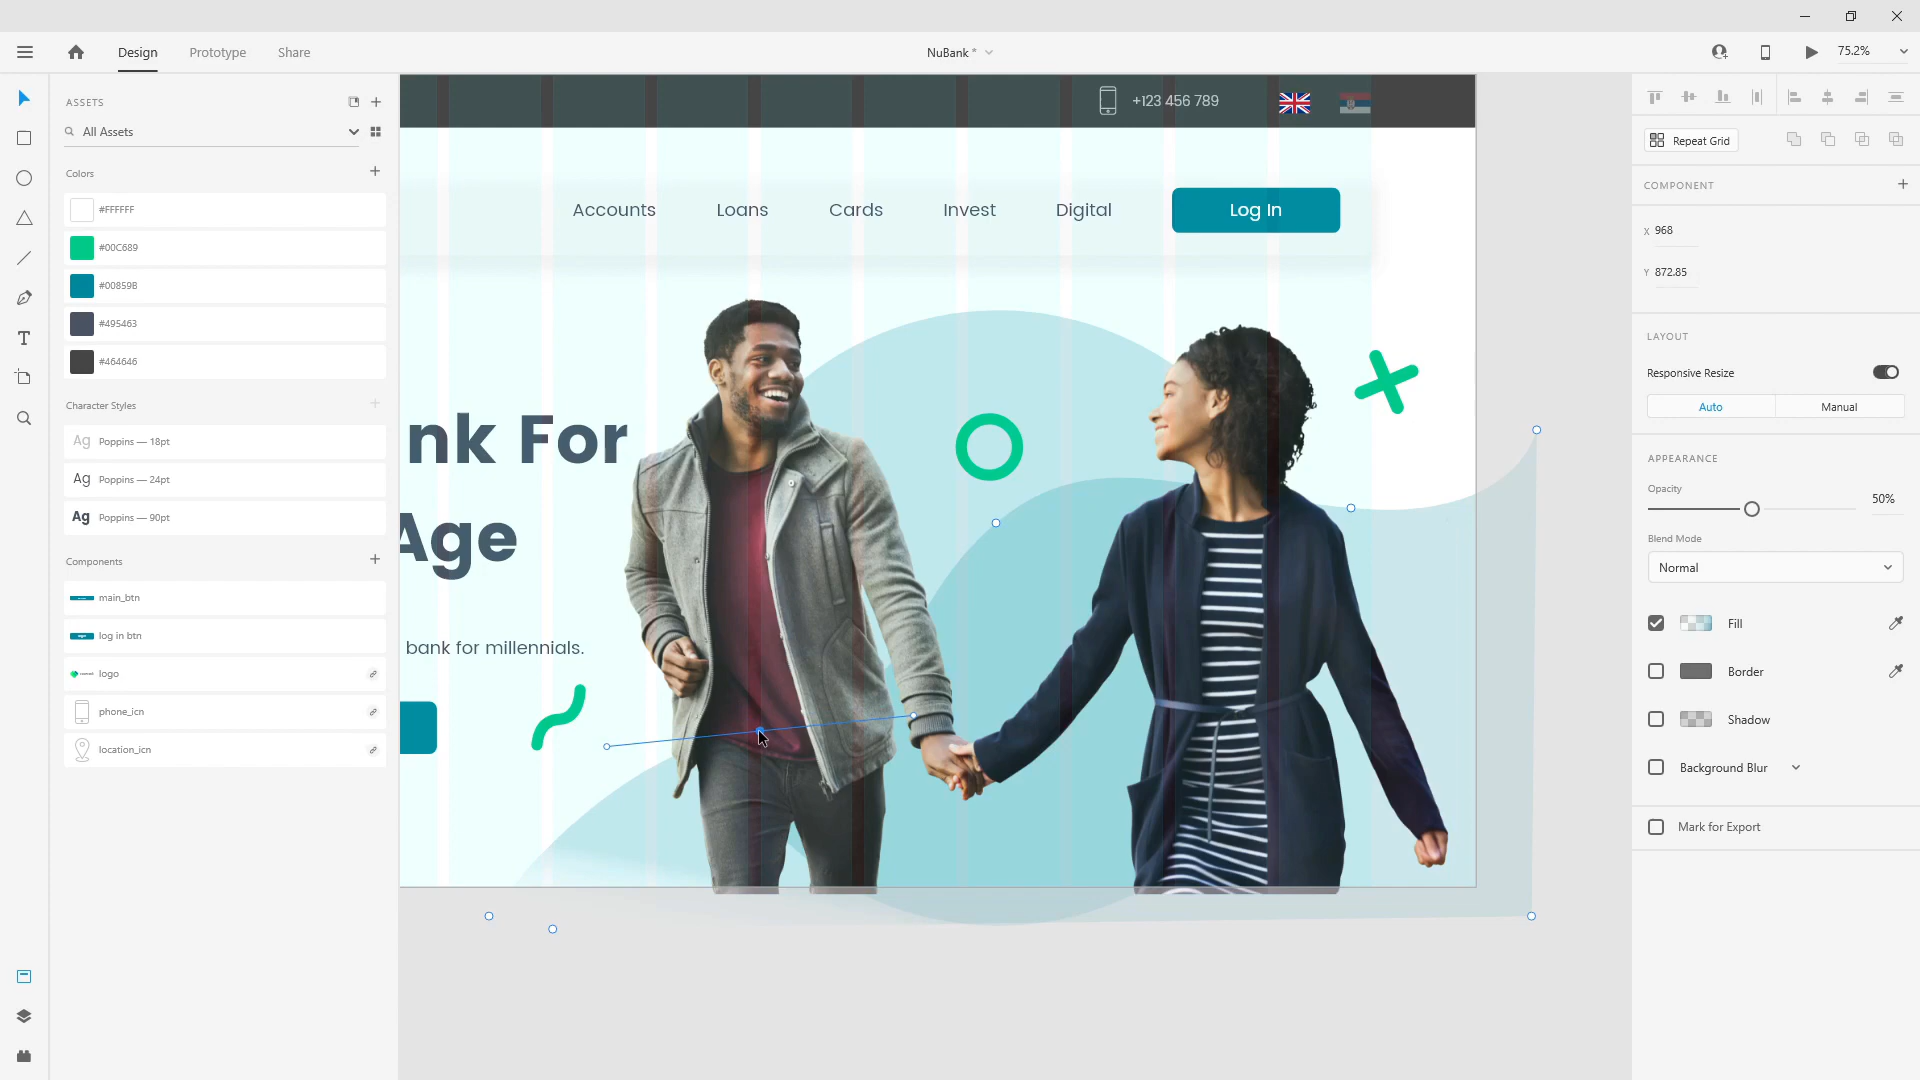 Design
Prototype
Share
NuBank *
75.2%
ASSETS
All Assets
Colors
#FFFFFF
#00C689
#00859B
#495463
#464646
Character Styles
Ag Poppins — 18pt
Ag Poppins — 24pt
Ag Poppins — 90pt
Components
main_btn
log in btn
logo
phone_icn
location_icn
+123 456 789
Accounts
Loans
Cards
Invest
Digital
Log In
nk For
Age
bank for millennials.
Repeat Grid
COMPONENT
X 968
Y 872.85
LAYOUT
Responsive Resize
Auto
Manual
APPEARANCE
Opacity
50%
Blend Mode
Normal
Fill
Border
Shadow
Background Blur
Mark for Export